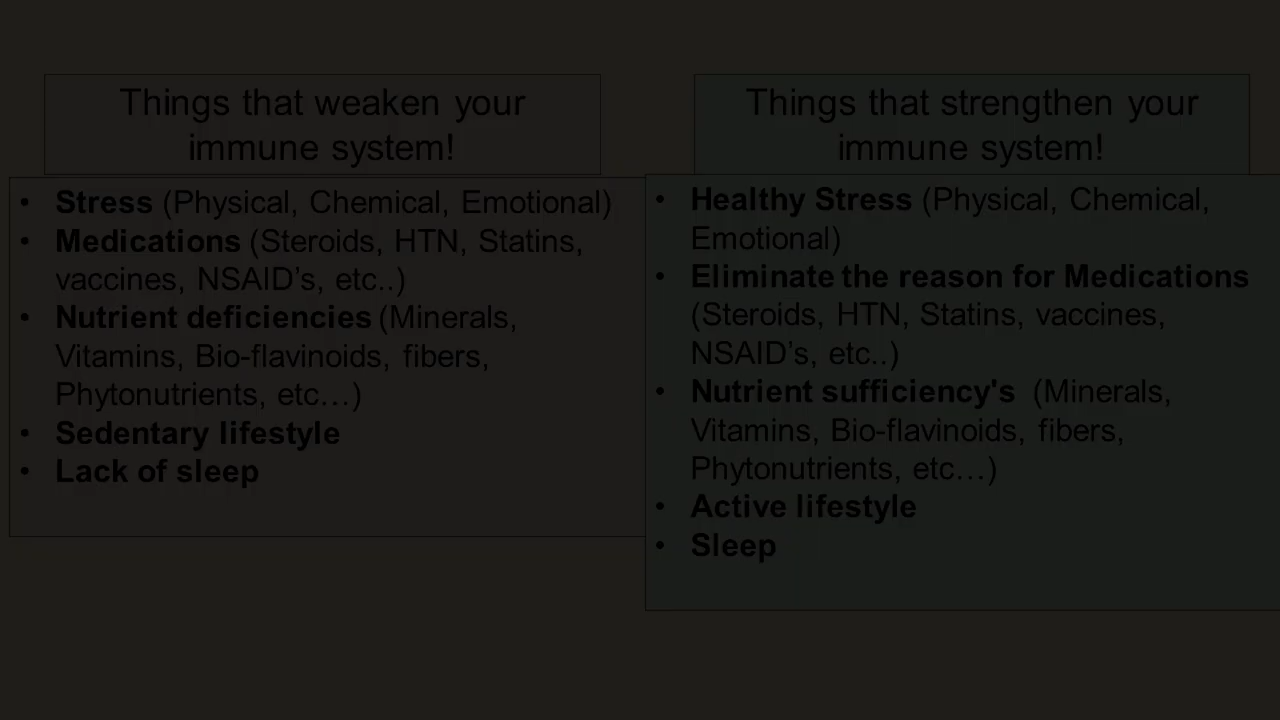 Things that weaken your
immune system!
• Stress (Physical, Chemical, Emotional)
• Medications (Steroids, HTN, Statins,
vaccines, NSAID’s, etc..)
• Nutrient deficiencies (Minerals,
Vitamins, Bio-flavinoids, fibers,
Phytonutrients, etc…)
• Sedentary lifestyle
• Lack of sleep
Things that strengthen your
immune system!
• Healthy Stress (Physical, Chemical,
Emotional)
• Eliminate the reason for Medications
(Steroids, HTN, Statins, vaccines,
NSAID’s, etc..)
• Nutrient sufficiency's (Minerals,
Vitamins, Bio-flavinoids, fibers,
Phytonutrients, etc…)
• Active lifestyle
• Sleep